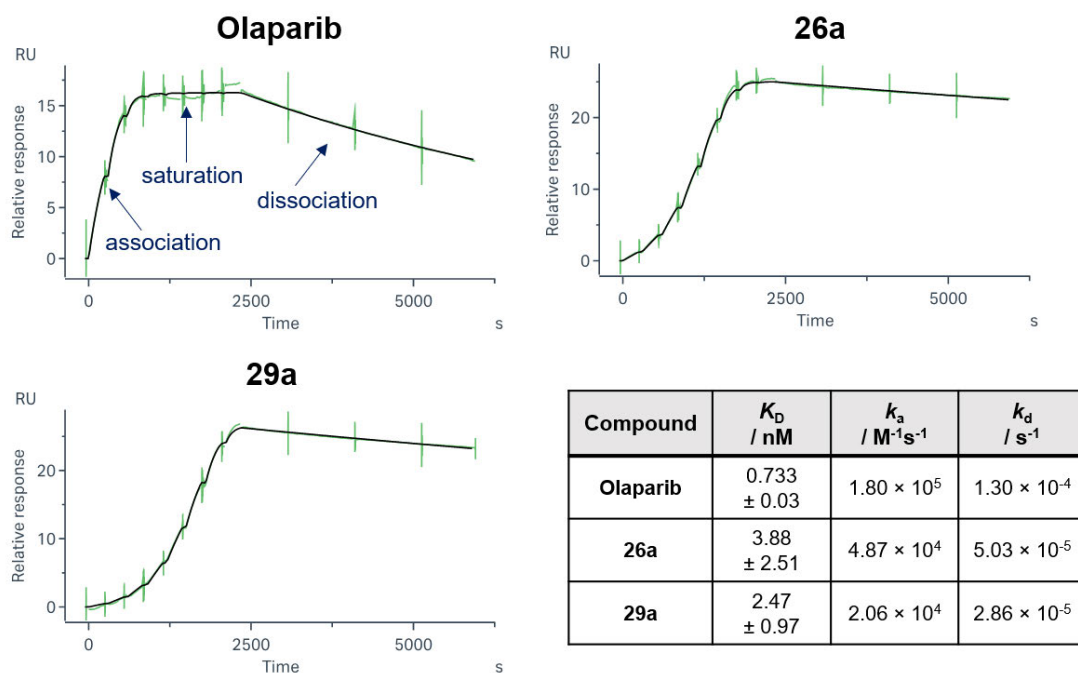 Olaparib
RU
15
10
5
0
Relative response
saturation
dissociation
association
0
2500
5000
Time
s
26a
RU
20
10
0
Relative response
0
2500
5000
Time
s
29a
RU
20
10
0
Relative response
0
2500
5000
Time
s
Compound K_D / nM k_a / M⁻¹s⁻¹ k_d / s⁻¹
Olaparib 0.733 ± 0.03 1.80 × 10⁵ 1.30 × 10⁻⁴
26a 3.88 ± 2.51 4.87 × 10⁴ 5.03 × 10⁻⁵
29a 2.47 ± 0.97 2.06 × 10⁴ 2.86 × 10⁻⁵